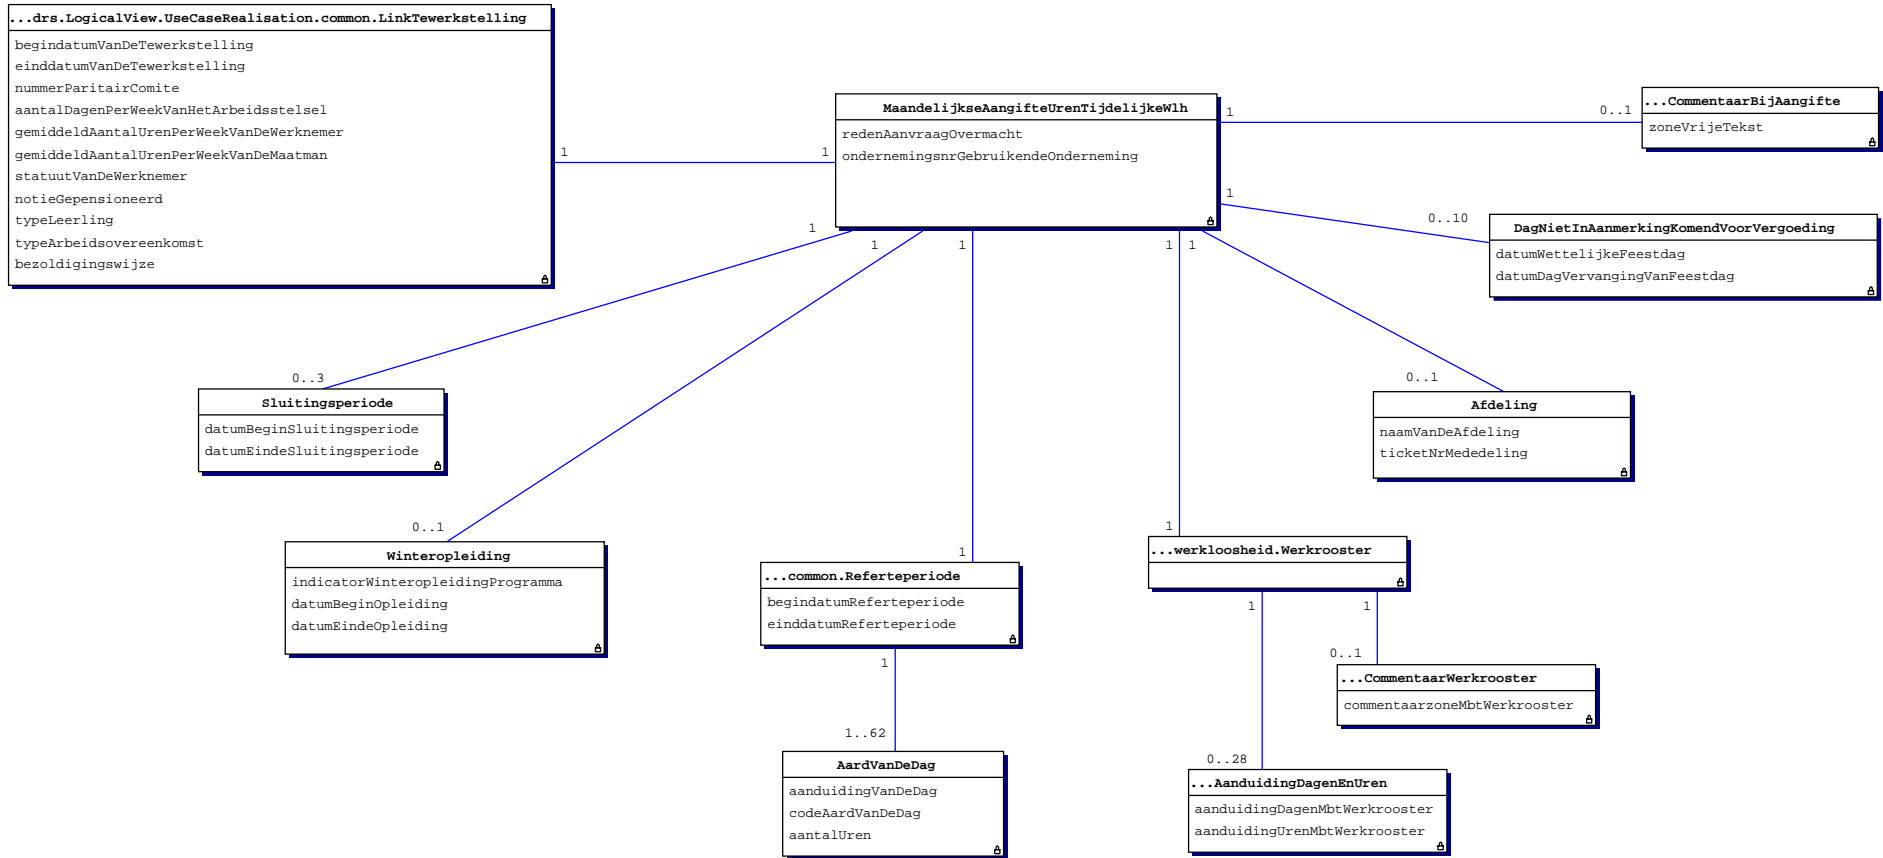 ...drs.LogicalView.UseCaseRealisation.common.LinkTewerkstelling
begindatumVanDeTewerkstelling
einddatumVanDeTewerkstelling
nummerParitairComite
aantalDagenPerWeekVanHetArbeidsstelsel
gemiddeldAantalUrenPerWeekVanDeWerknemer
gemiddeldAantalUrenPerWeekVanDeMaatman
statuutVanDeWerknemer
notieGepensioneerd
typeLeerling
typeArbeidsovereenkomst
bezoldigingswijze
1
1
MaandelijkseAangifteUrenTijdelijkeWlh
redenAanvraagOvermacht
ondernemingsnrGebruikendeOnderneming
1
0..1
...CommentaarBijAangifte
zoneVrijeTekst
1
0..10
DagNietInAanmerkingKomendVoorVergoeding
datumWettelijkeFeestdag
datumDagVervangingVanFeestdag
1
1
1
1
1
0..3
Sluitingsperiode
datumBeginSluitingsperiode
datumEindeSluitingsperiode
0..1
Afdeling
naamVanDeAfdeling
ticketNrMededeling
0..1
Winteropleiding
indicatorWinteropleidingProgramma
datumBeginOpleiding
datumEindeOpleiding
1
...common.Referteperiode
begindatumReferteperiode
einddatumReferteperiode
1
...werkloosheid.Werkrooster
1
1
0..1
...CommentaarWerkrooster
commentaarzoneMbtWerkrooster
1
1..62
AardVanDeDag
aanduidingVanDeDag
codeAardVanDeDag
aantalUren
0..28
...AanduidingDagenEnUren
aanduidingDagenMbtWerkrooster
aanduidingUrenMbtWerkrooster